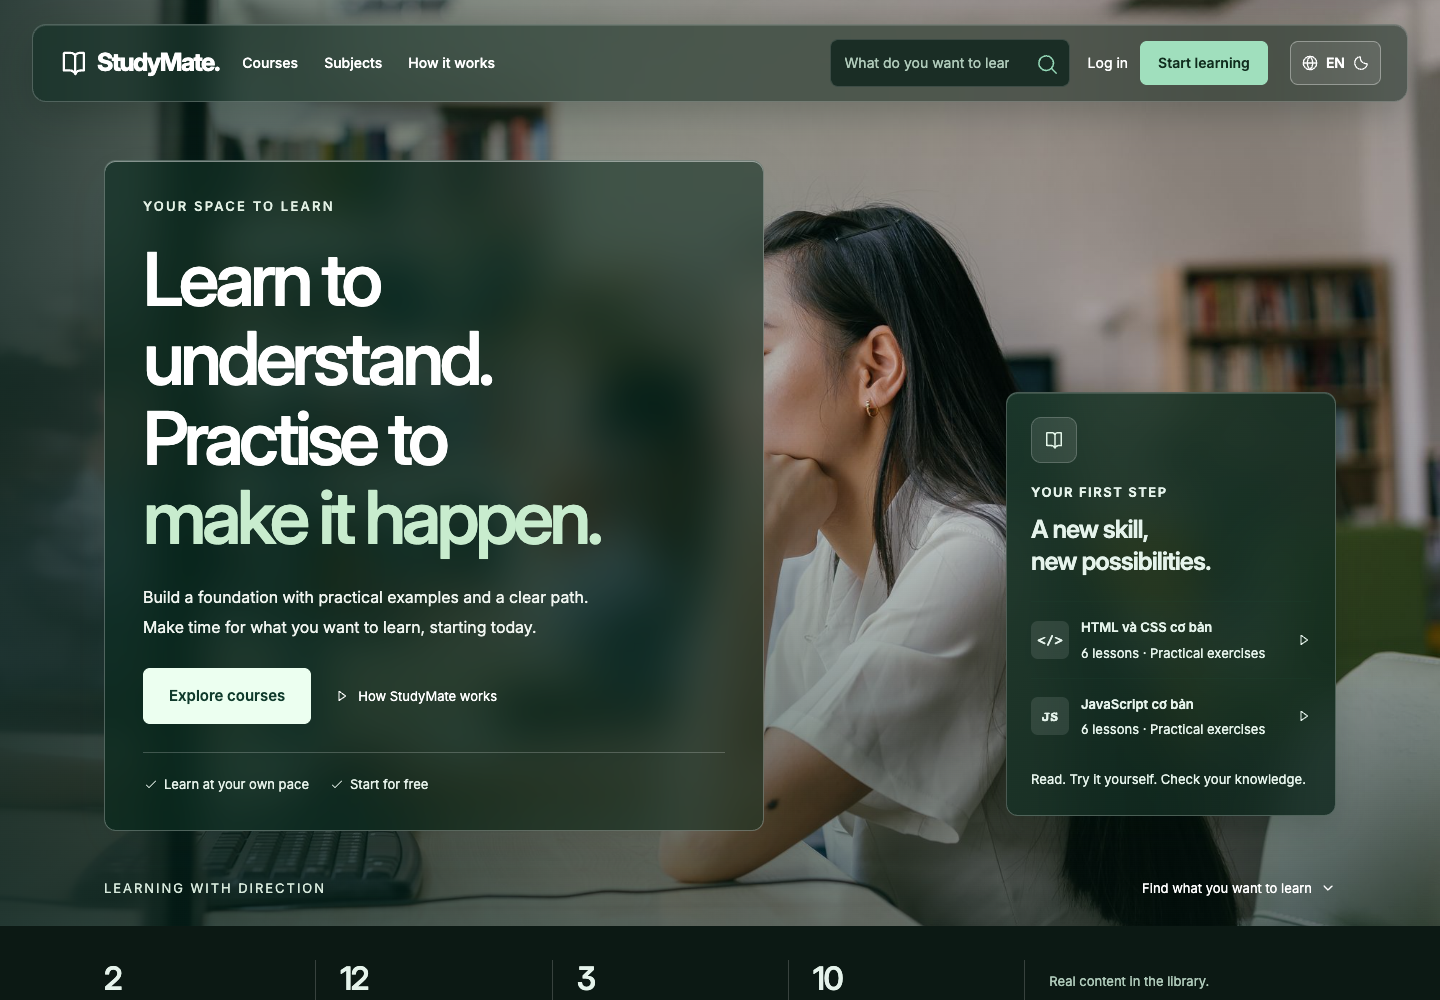 StudyMate.
Courses
Subjects
How it works
What do you want to lear
Log in
Start learning
EN
YOUR SPACE TO LEARN
Learn to
understand.
Practise to
make it happen.
Build a foundation with practical examples and a clear path.
Make time for what you want to learn, starting today.
Explore courses
How StudyMate works
Learn at your own pace
Start for free
YOUR FIRST STEP
A new skill,
new possibilities.
</>
HTML và CSS cơ bản
6 lessons · Practical exercises
JS
JavaScript cơ bản
6 lessons · Practical exercises
Read. Try it yourself. Check your knowledge.
LEARNING WITH DIRECTION
Find what you want to learn
2
12
3
10
Real content in the library.